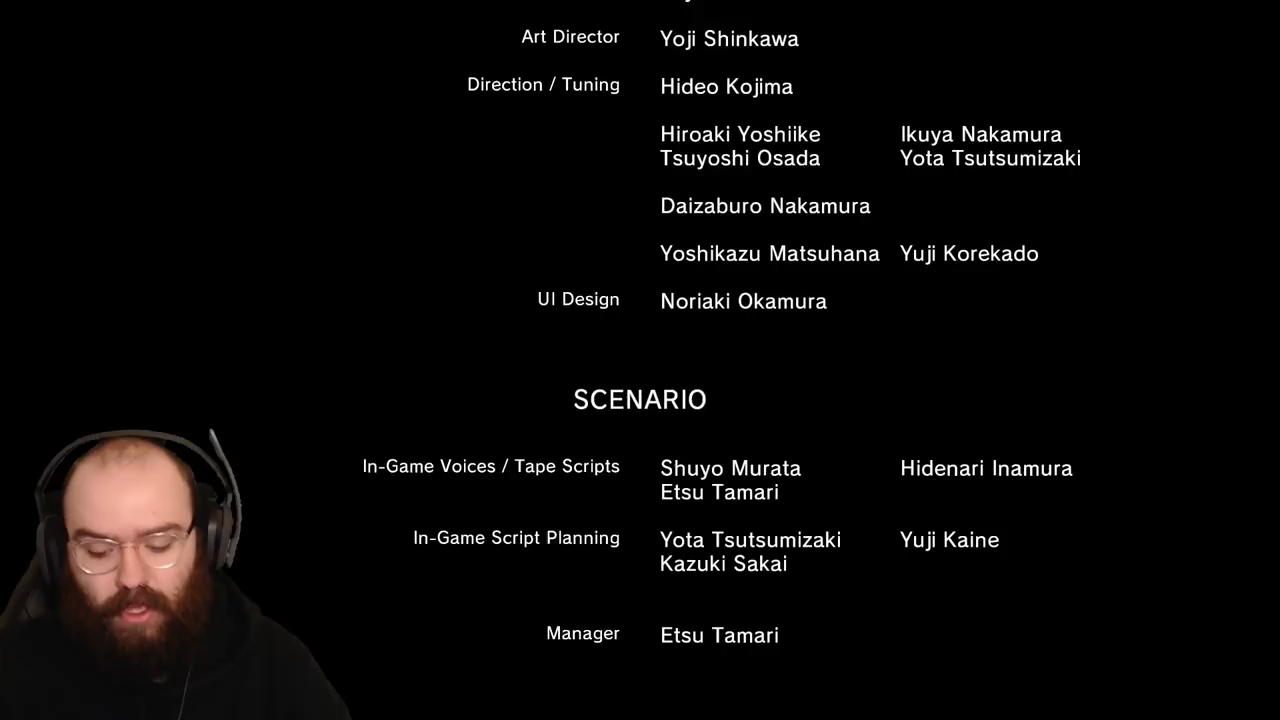 Art Director Yoji Shinkawa
Direction / Tuning Hideo Kojima
Hiroaki Yoshiike Ikuya Nakamura
Tsuyoshi Osada Yota Tsutsumizaki
Daizaburo Nakamura
Yoshikazu Matsuhana Yuji Korekado
UI Design Noriaki Okamura
SCENARIO
In-Game Voices / Tape Scripts Shuyo Murata Hidenari Inamura
Etsu Tamari
In-Game Script Planning Yota Tsutsumizaki Yuji Kaine
Kazuki Sakai
Manager Etsu Tamari